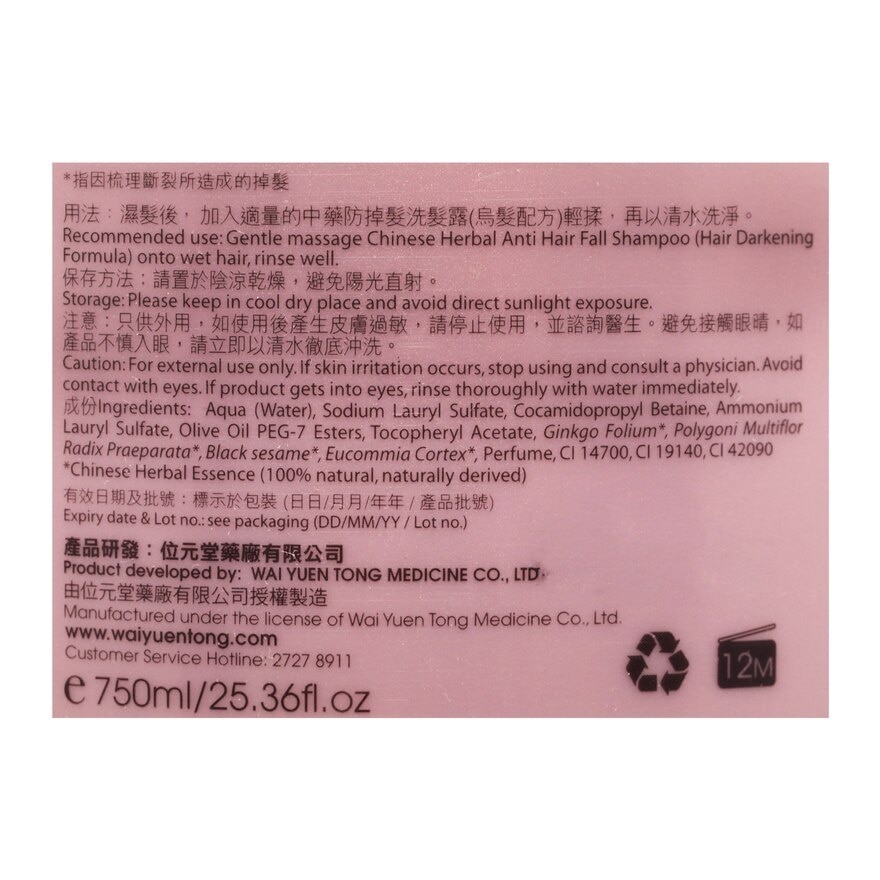 *指因梳理斷裂所造成的掉髮
用法：濕髮後，加入適量的中藥防掉髮洗髮露(烏髮配方)輕揉，再以清水洗淨。
Recommended use: Gentle massage Chinese Herbal Anti Hair Fall Shampoo (Hair Darkening
Formula) onto wet hair, rinse well.
保存方法：請置於陰涼乾燥，避免陽光直射。
Storage: Please keep in cool dry place and avoid direct sunlight exposure.
注意：只供外用，如使用後產生皮膚過敏，請停止使用，並諮詢醫生。避免接觸眼晴，如
產品不慎入眼，請立即以清水徹底沖洗。
Caution: For external use only. If skin irritation occurs, stop using and consult a physician. Avoid
contact with eyes. If product gets into eyes, rinse thoroughly with water immediately.
成份Ingredients: Aqua (Water), Sodium Lauryl Sulfate, Cocamidopropyl Betaine, Ammonium
Lauryl Sulfate, Olive Oil PEG-7 Esters, Tocopheryl Acetate, Ginkgo Folium*, Polygoni Multiflor
Radix Praeparata*, Black sesame*, Eucommia Cortex*, Perfume, CI 14700, CI 19140, CI 42090
*Chinese Herbal Essence (100% natural, naturally derived)
有效日期及批號：標示於包裝 (日日/月月/年年 / 產品批號)
Expiry date & Lot no.: see packaging (DD/MM/YY / Lot no.)
產品研發：位元堂藥廠有限公司
Product developed by: WAI YUEN TONG MEDICINE CO., LTD.
由位元堂藥廠有限公司授權製造
Manufactured under the license of Wai Yuen Tong Medicine Co., Ltd.
www.waiyuentong.com
Customer Service Hotline: 2727 8911
e 750ml/25.36fl.oz
12M